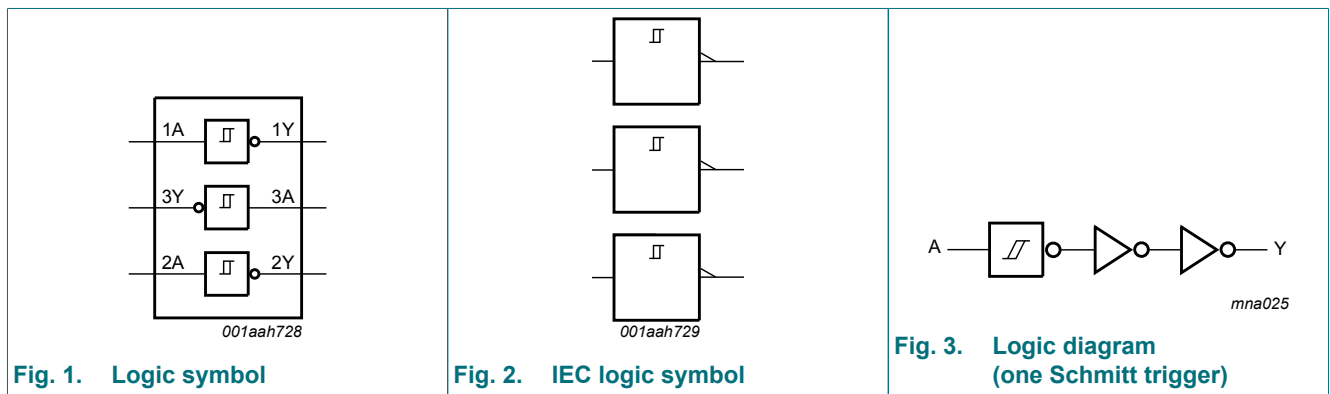 1A 1Y
3Y 3A
2A 2Y
001aah728
Fig. 1. Logic symbol
001aah729
Fig. 2. IEC logic symbol
A Y
mna025
Fig. 3. Logic diagram
(one Schmitt trigger)